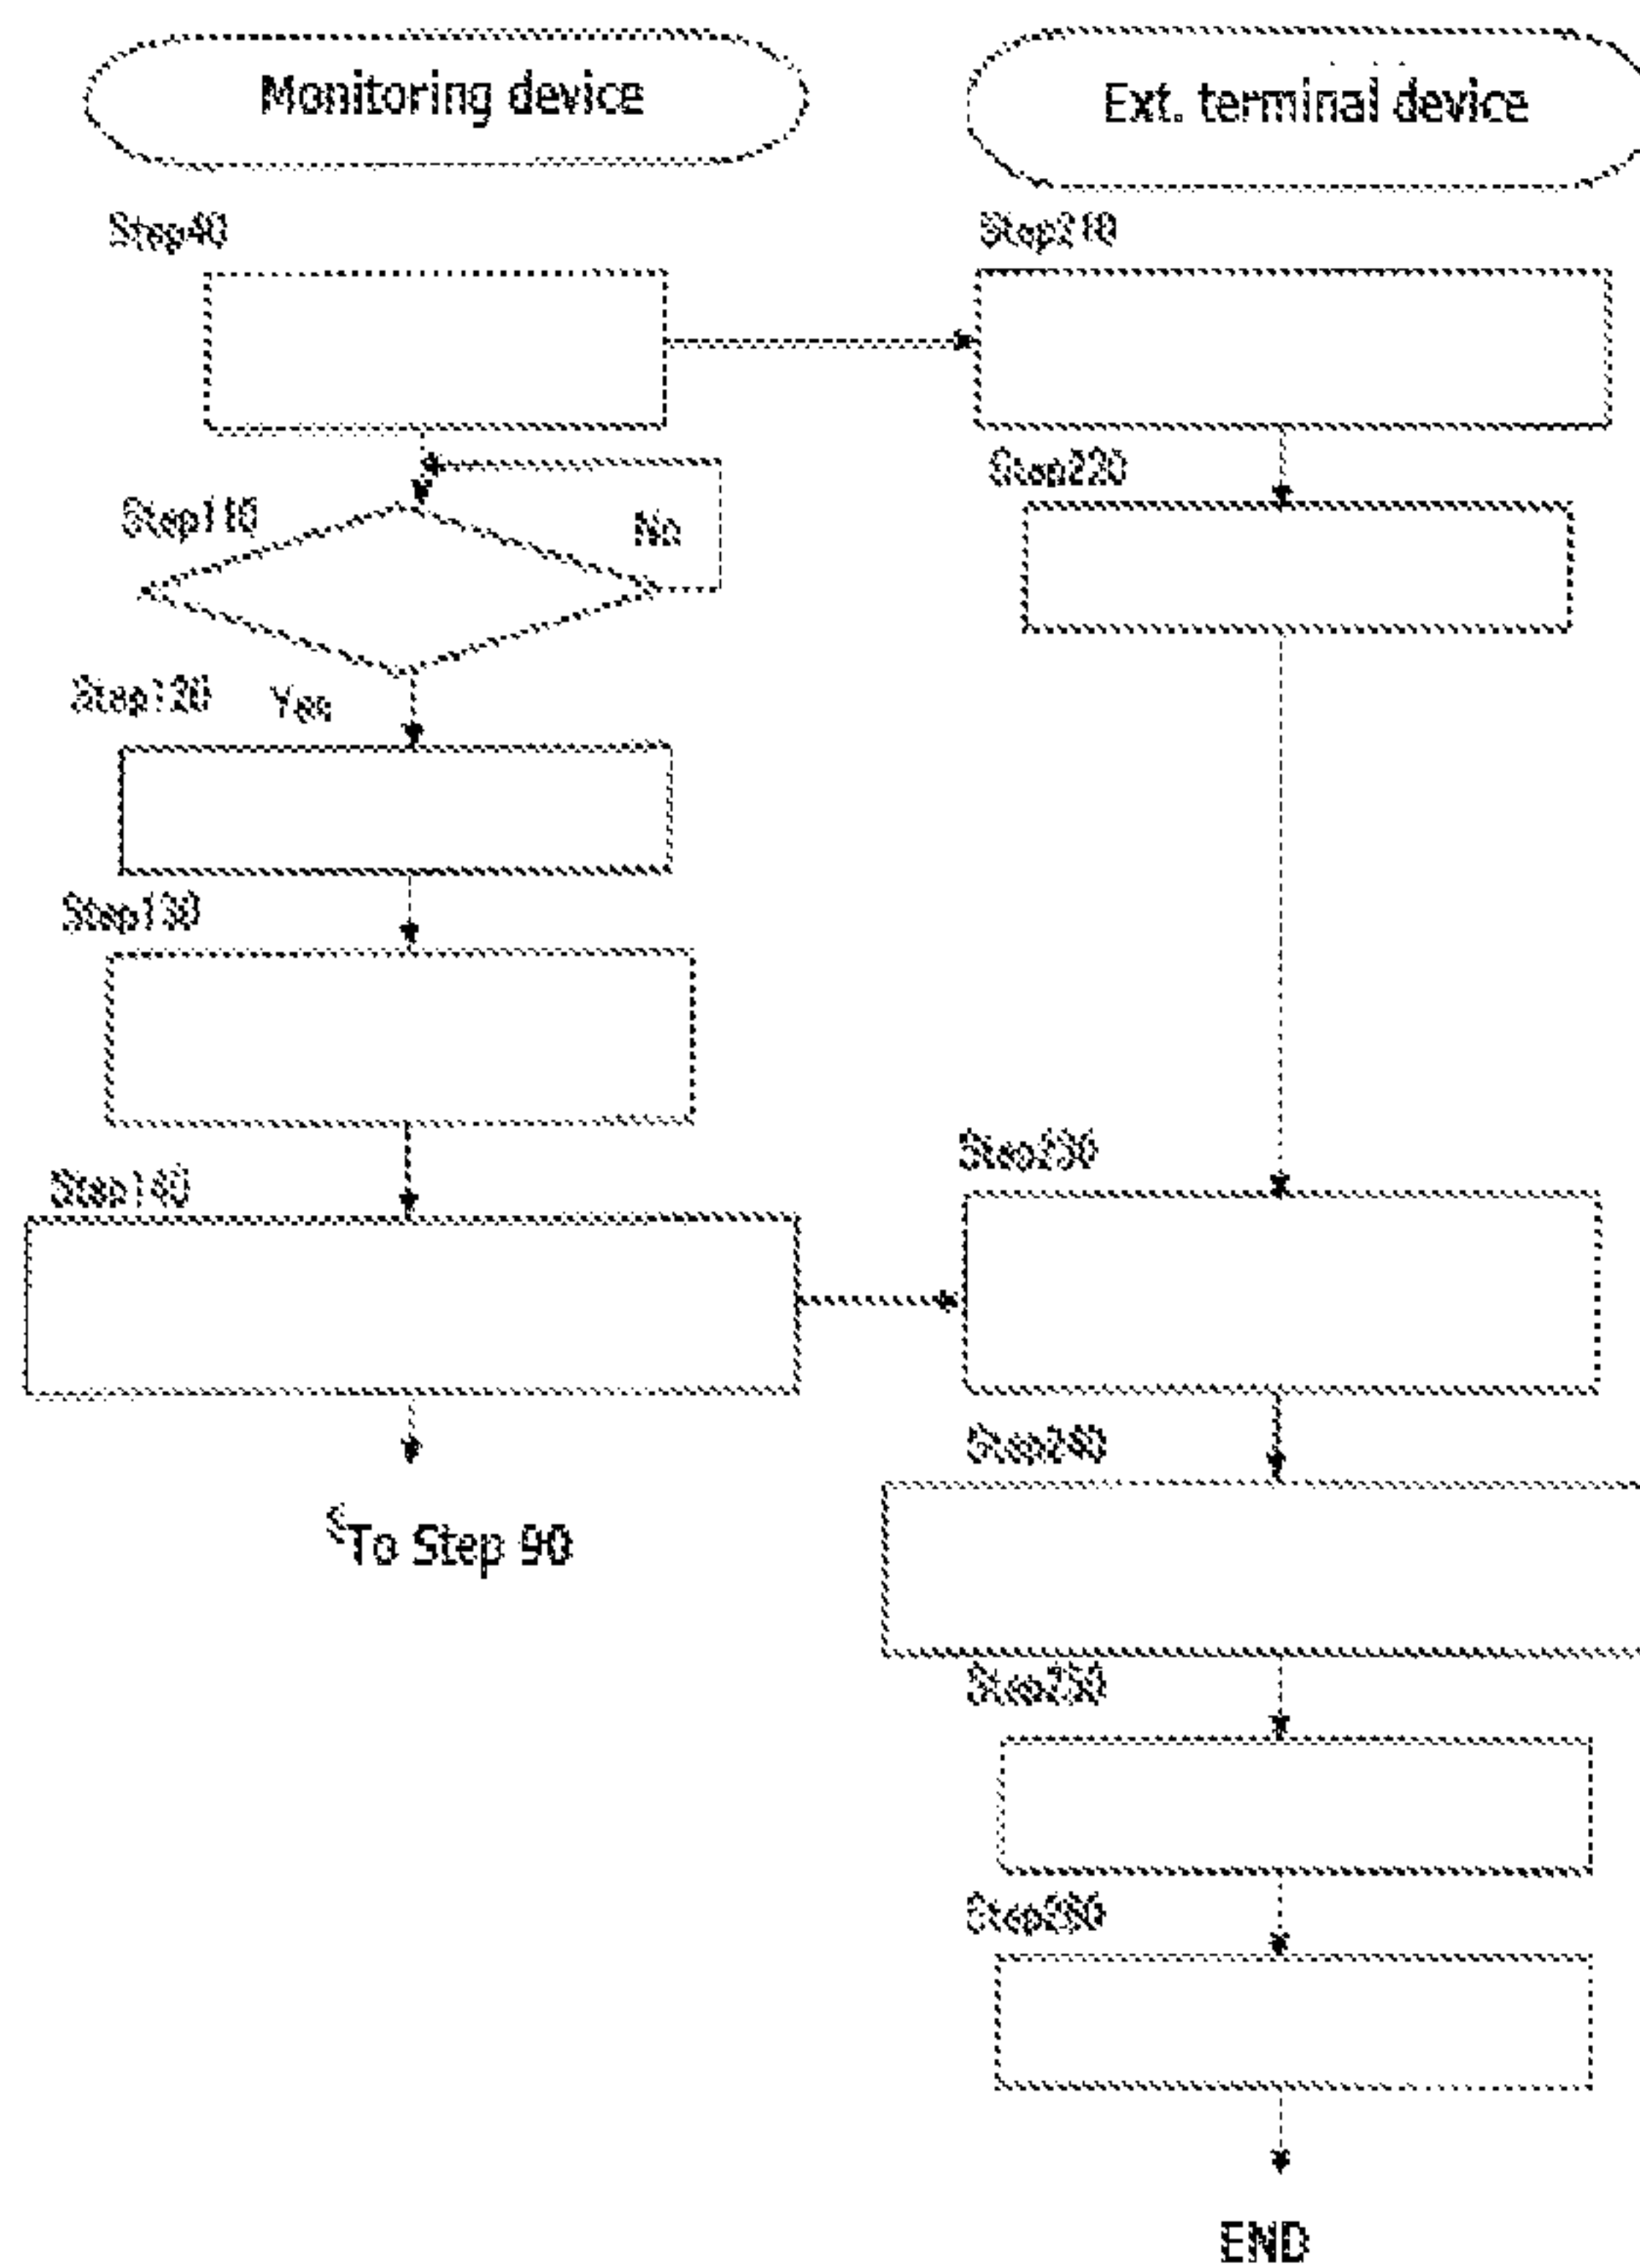 Monitoring device
Ext. terminal device
Step40
Step210
Step220
Step110
No
Step120
Yes
Step130
Step230
Step140
Step240
To Step 90
Step250
END